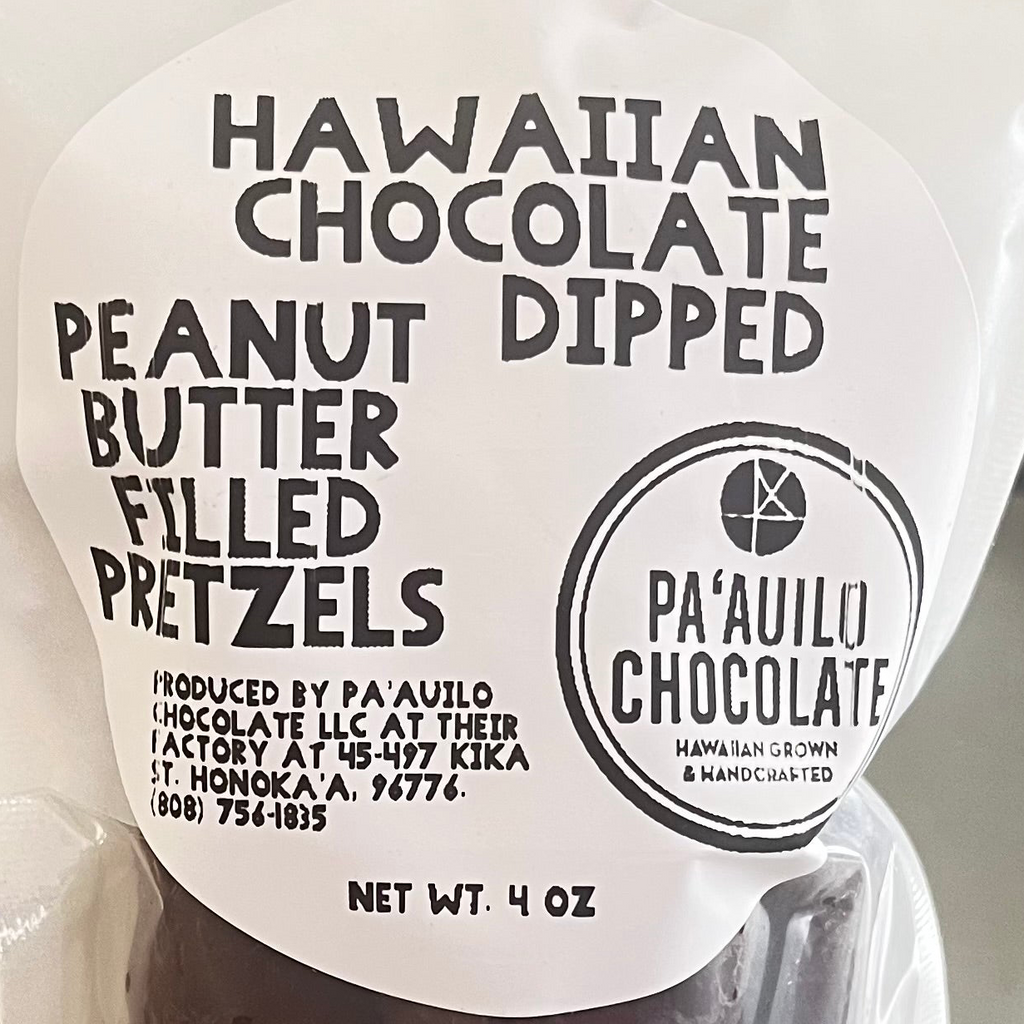 HAWAIIAN
CHOCOLATE
DIPPED
PEANUT
BUTTER
FILLED
PRETZELS
PRODUCED BY PA'AUILO
CHOCOLATE LLC AT THEIR
FACTORY AT 45-497 KIKA
ST. HONOKA'A, 96776.
(808) 756-1835
NET WT. 4 OZ
PA‘AUILO
CHOCOLATE
HAWAIIAN GROWN
& HANDCRAFTED